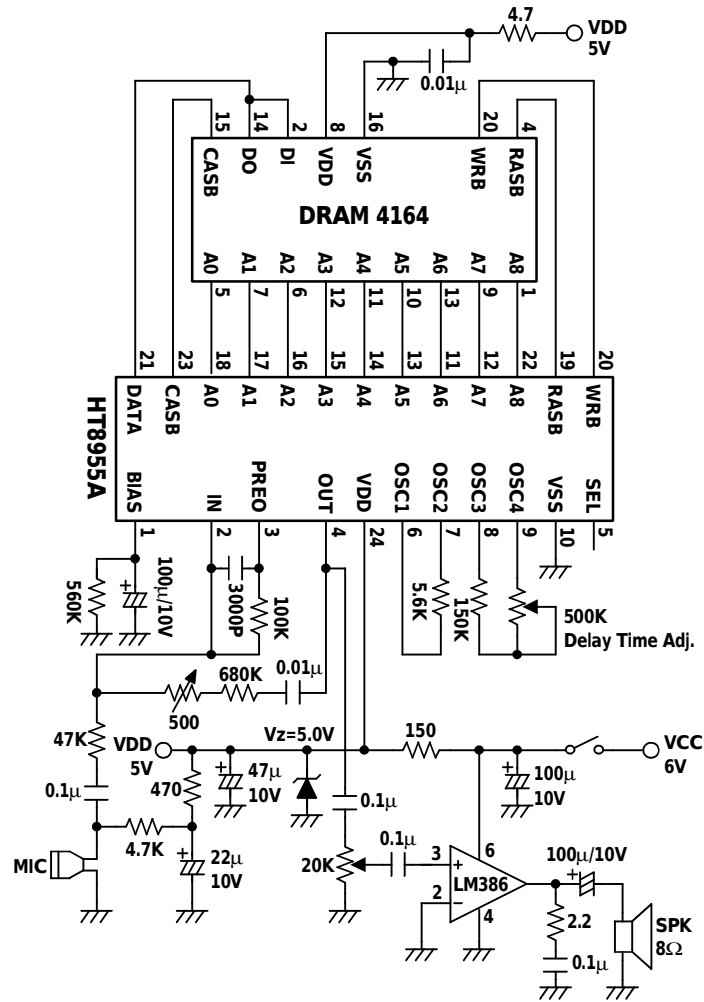 4.7
VDD
5V
0.01μ
15
14
2
8
16
20
4
CASB
DO
DI
VDD
VSS
WRB
RASB
DRAM 4164
A0
A1
A2
A3
A4
A5
A6
A7
A8
5
7
6
12
11
10
13
9
1
21
23
18
17
16
15
14
13
11
12
22
19
20
DATA
CASB
A0
A1
A2
A3
A4
A5
A6
A7
A8
RASB
WRB
HT8955A
BIAS
IN
PREO
OUT
VDD
OSC1
OSC2
OSC3
OSC4
VSS
SEL
1
2
3
4
24
6
7
8
9
10
5
560K
100μ/10V
3000P
100K
5.6K
150K
500K
Delay Time Adj.
680K
0.01μ
500
47K
VDD
5V
Vz=5.0V
150
VCC
6V
0.1μ
470
47μ
10V
0.1μ
100μ
10V
4.7K
MIC
22μ
10V
20K
0.1μ
3
+
6
2
−
LM386
4
100μ/10V
2.2
0.1μ
SPK
8Ω